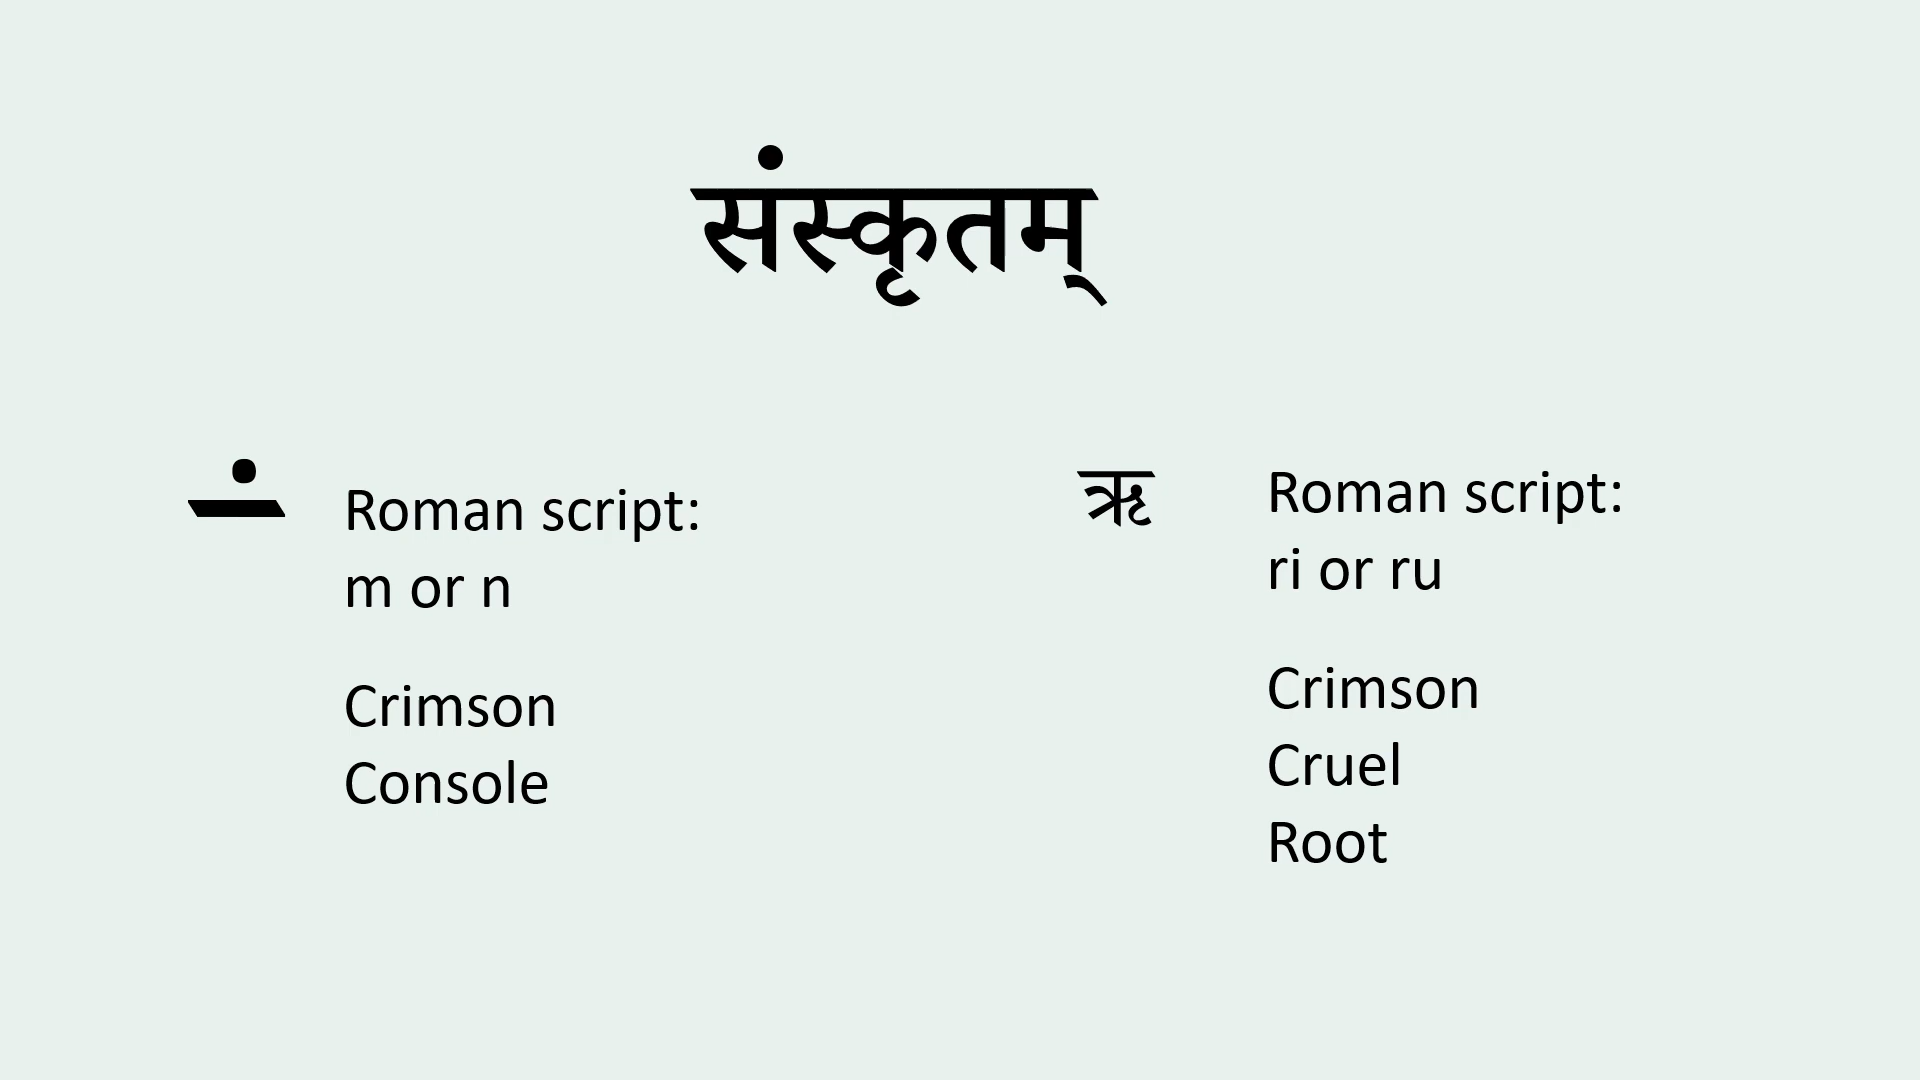 संस्कृतम्
ं
Roman script:
m or n
Crimson
Console
ऋ
Roman script:
ri or ru
Crimson
Cruel
Root